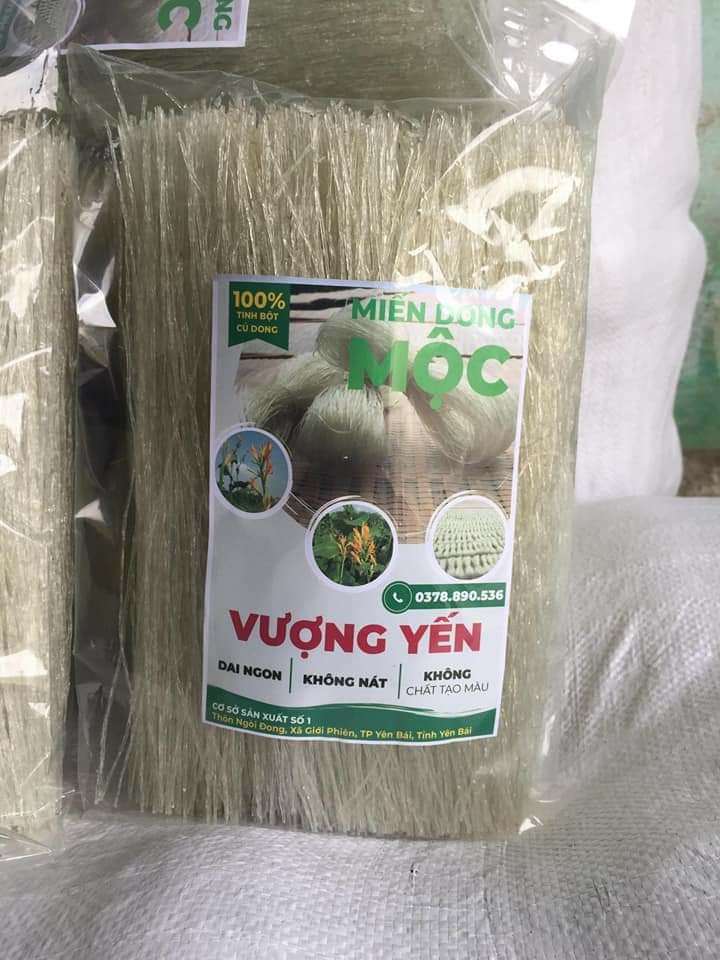 ONG
ỘC
100%
TINH BỘT
CỦ DONG
MIẾN DONG
MỘC
0378.890.536
VƯỢNG YẾN
DAI NGON
KHÔNG NÁT
KHÔNG
CHẤT TẠO MÀU
CƠ SỞ SẢN XUẤT SỐ 1
Thôn Ngòi Đong, Xã Giới Phiên, TP Yên Bái, Tỉnh Yên Bái